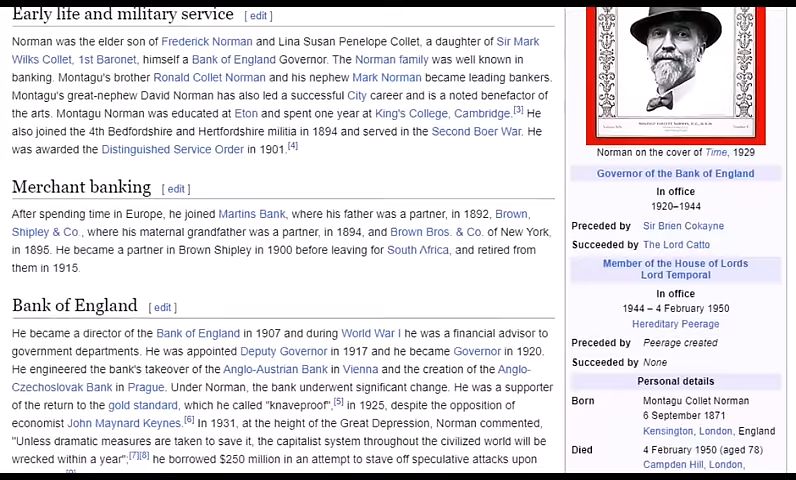 Early life and military service [ edit ]
Norman was the elder son of Frederick Norman and Lina Susan Penelope Collet, a daughter of Sir Mark
Wilks Collet, 1st Baronet, himself a Bank of England Governor. The Norman family was well known in
banking. Montagu's brother Ronald Collet Norman and his nephew Mark Norman became leading bankers.
Montagu's great-nephew David Norman has also led a successful City career and is a noted benefactor of
the arts. Montagu Norman was educated at Eton and spent one year at King's College, Cambridge.[3] He
also joined the 4th Bedfordshire and Hertfordshire militia in 1894 and served in the Second Boer War. He
was awarded the Distinguished Service Order in 1901.[4]
Merchant banking [ edit ]
After spending time in Europe, he joined Martins Bank, where his father was a partner, in 1892, Brown,
Shipley & Co., where his maternal grandfather was a partner, in 1894, and Brown Bros. & Co. of New York,
in 1895. He became a partner in Brown Shipley in 1900 before leaving for South Africa, and retired from
them in 1915.
Bank of England [ edit ]
He became a director of the Bank of England in 1907 and during World War I he was a financial advisor to
government departments. He was appointed Deputy Governor in 1917 and he became Governor in 1920.
He engineered the bank's takeover of the Anglo-Austrian Bank in Vienna and the creation of the Anglo-
Czechoslovak Bank in Prague. Under Norman, the bank underwent significant change. He was a supporter
of the return to the gold standard, which he called "knaveproof",[5] in 1925, despite the opposition of
economist John Maynard Keynes.[6] In 1931, at the height of the Great Depression, Norman commented,
"Unless dramatic measures are taken to save it, the capitalist system throughout the civilized world will be
wrecked within a year";[7][8] he borrowed $250 million in an attempt to stave off speculative attacks upon
Norman on the cover of Time, 1929
Governor of the Bank of England
In office
1920–1944
Preceded by Sir Brien Cokayne
Succeeded by The Lord Catto
Member of the House of Lords
Lord Temporal
In office
1944 – 4 February 1950
Hereditary Peerage
Preceded by Peerage created
Succeeded by None
Personal details
Born Montagu Collet Norman
6 September 1871
Kensington, London, England
Died 4 February 1950 (aged 78)
Campden Hill, London,